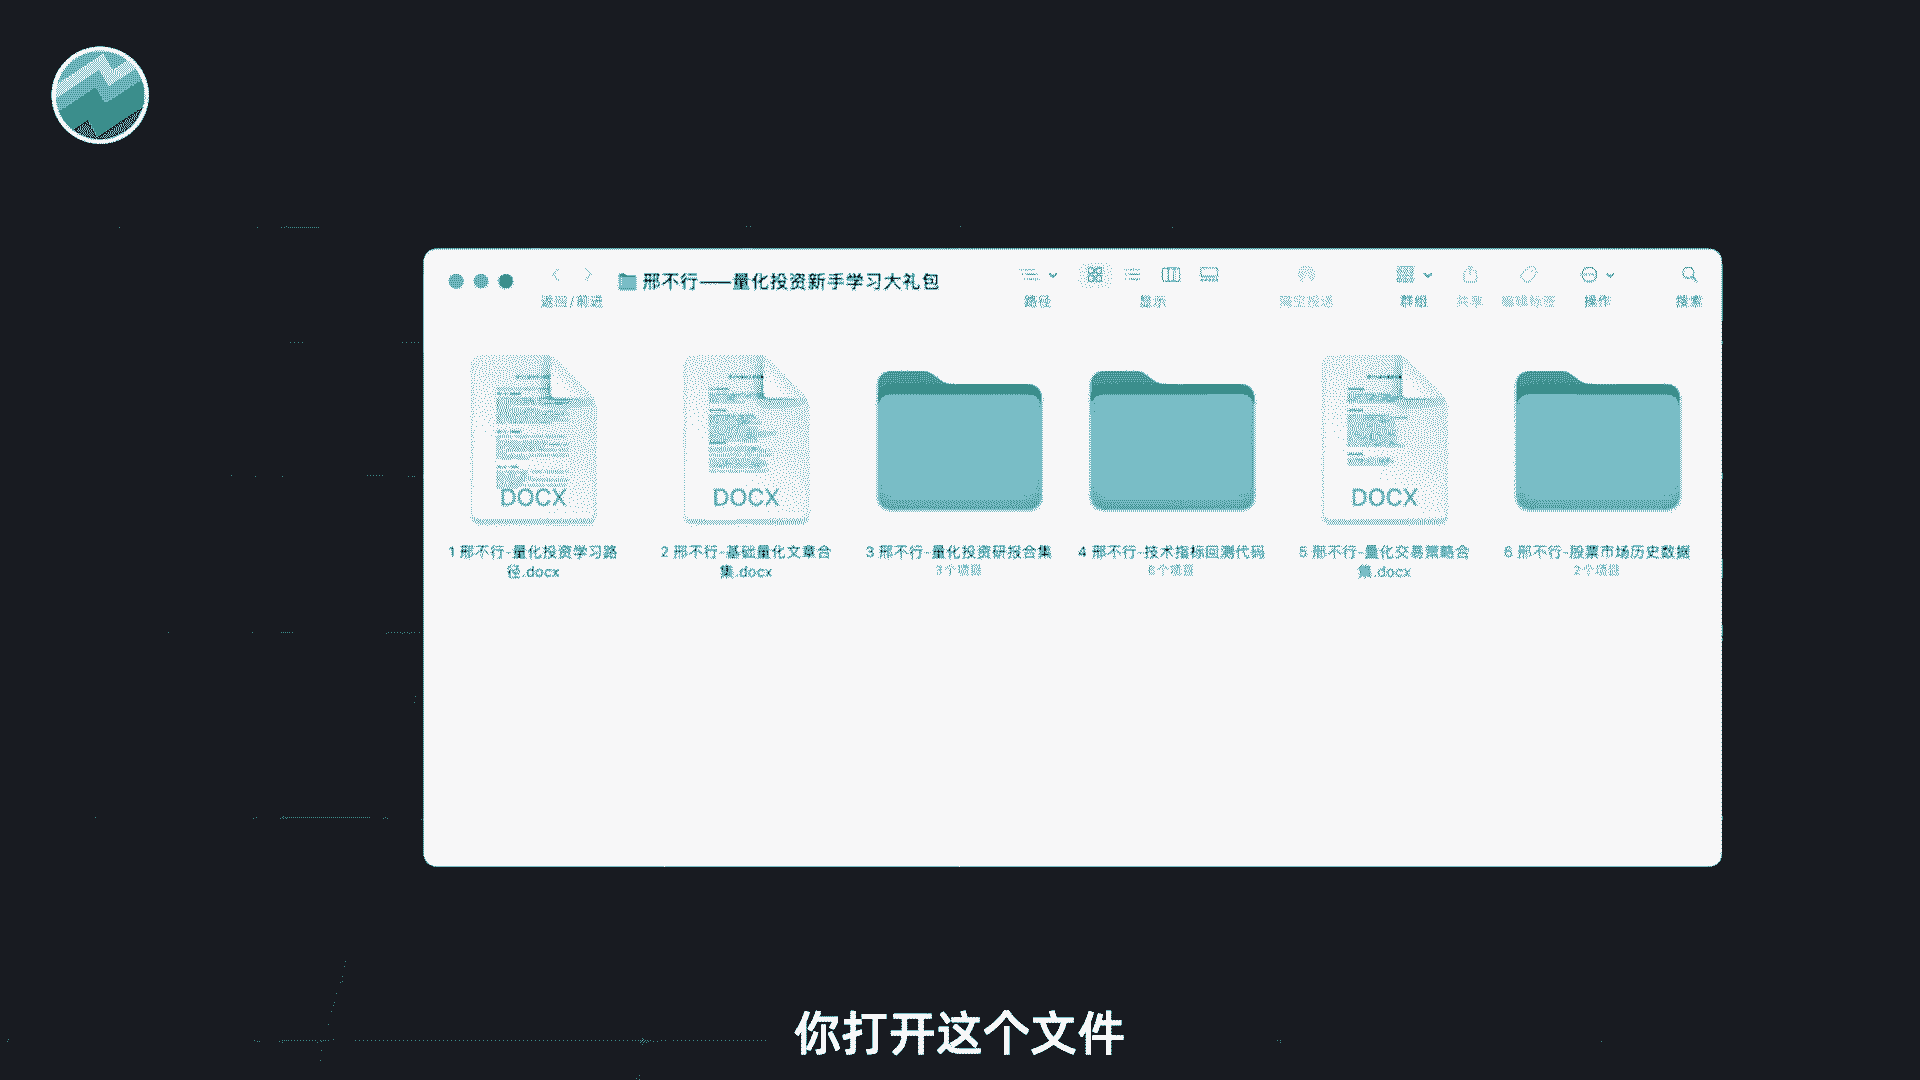 邢不行——量化投资新手学习大礼包
返回/前进
路径
显示
隔空投送
群组
共享
编辑标签
操作
搜索
DOCX
DOCX
DOCX
1 邢不行-量化投资学习路
径.docx
2 邢不行-基础量化文章合
集.docx
3 邢不行-量化投资研报合集
3个项目
4 邢不行-技术指标回测代码
6个项目
5 邢不行-量化交易策略合
集.docx
6 邢不行-股票市场历史数据
2个项目
你打开这个文件